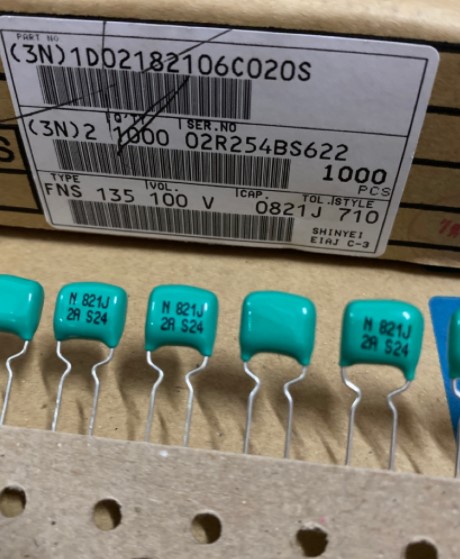 PART NO
(3N)1D02182106C020S
Q'TY SER.NO
(3N)2 1000 02R254BS622
1000
PCS
TYPE VOL. CAP. TOL. STYLE
FNS 135 100 V 0821J 710
SHINYEI
EIAJ C-3
S
N 821J
2A S24
N 821J
2A S24
N 821J
2A S24